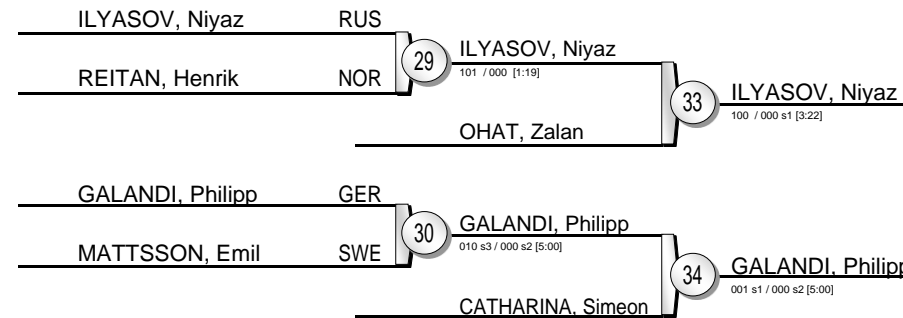 ILYASOV, Niyaz RUS
REITAN, Henrik NOR
29
ILYASOV, Niyaz
101 / 000 [1:19]
OHAT, Zalan
33
ILYASOV, Niyaz
100 / 000 s1 [3:22]
GALANDI, Philipp GER
MATTSSON, Emil SWE
30
GALANDI, Philipp
010 s3 / 000 s2 [5:00]
CATHARINA, Simeon
34
GALANDI, Philipp
001 s1 / 000 s2 [5:00]